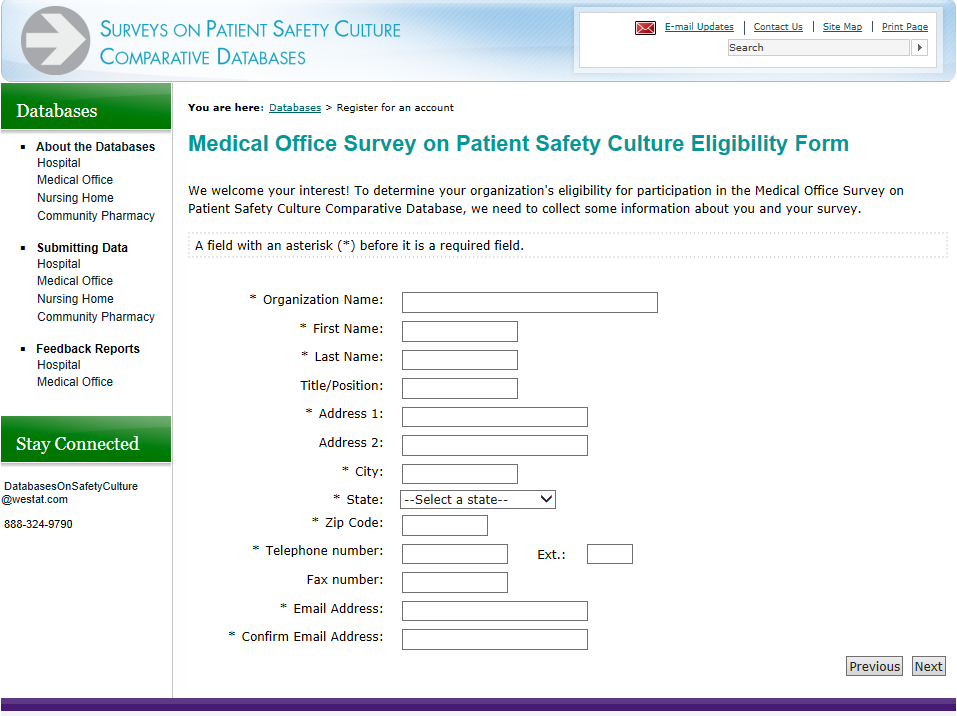 SURVEYS ON PATIENT SAFETY CULTURE
COMPARATIVE DATABASES
E-mail Updates | Contact Us | Site Map | Print Page
Search
Databases
About the Databases
Hospital
Medical Office
Nursing Home
Community Pharmacy
Submitting Data
Hospital
Medical Office
Nursing Home
Community Pharmacy
Feedback Reports
Hospital
Medical Office
Stay Connected
DatabasesOnSafetyCulture
@westat.com
888-324-9790
You are here: Databases > Register for an account
Medical Office Survey on Patient Safety Culture Eligibility Form
We welcome your interest! To determine your organization's eligibility for participation in the Medical Office Survey on
Patient Safety Culture Comparative Database, we need to collect some information about you and your survey.
A field with an asterisk (*) before it is a required field.
* Organization Name:
* First Name:
* Last Name:
Title/Position:
* Address 1:
Address 2:
* City:
* State: --Select a state--
* Zip Code:
* Telephone number: Ext.:
Fax number:
* Email Address:
* Confirm Email Address:
Previous Next